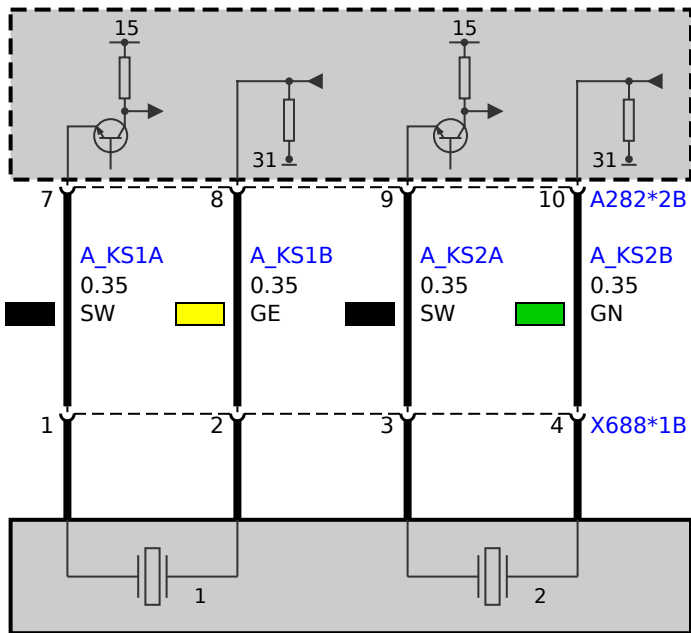 15 15
31 31
7 8 9 10 A282*2B
A_KS1A A_KS1B A_KS2A A_KS2B
0.35 0.35 0.35 0.35
SW GE SW GN
1 2 3 4 X688*1B
1 2